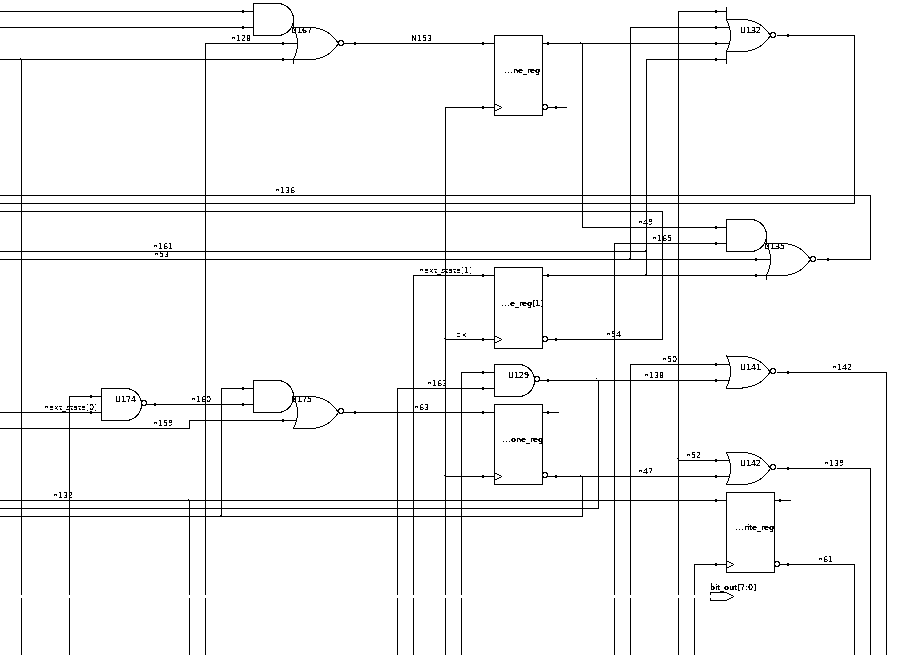 U167
U132
n128
N153
...ne_reg
n136
n49
n165
U135
n161
n53
next_state[1]
...e_reg[1]
n54
n50
U141
n142
U129
n138
n163
U174
n160
U175
n63
next_state[0]
n159
...one_reg
n52
U142
n139
n47
n132
...rite_reg
n61
bit_out[7:0]